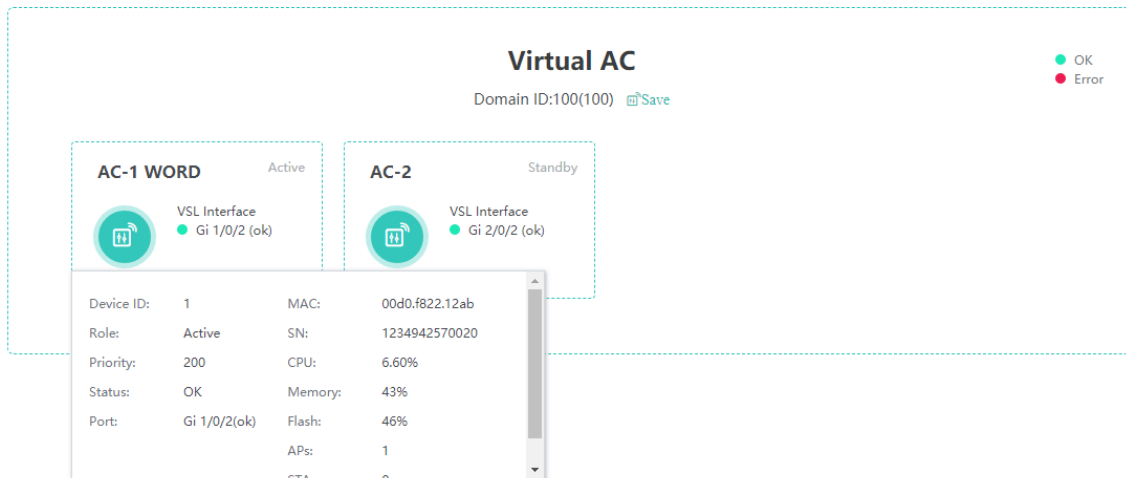 Virtual AC
OK
Error
Domain ID:100(100) Save
AC-1 WORD Active
VSL Interface
Gi 1/0/2 (ok)
AC-2 Standby
VSL Interface
Gi 2/0/2 (ok)
Device ID: 1 MAC: 00d0.f822.12ab
Role: Active SN: 1234942570020
Priority: 200 CPU: 6.60%
Status: OK Memory: 43%
Port: Gi 1/0/2(ok) Flash: 46%
APs: 1